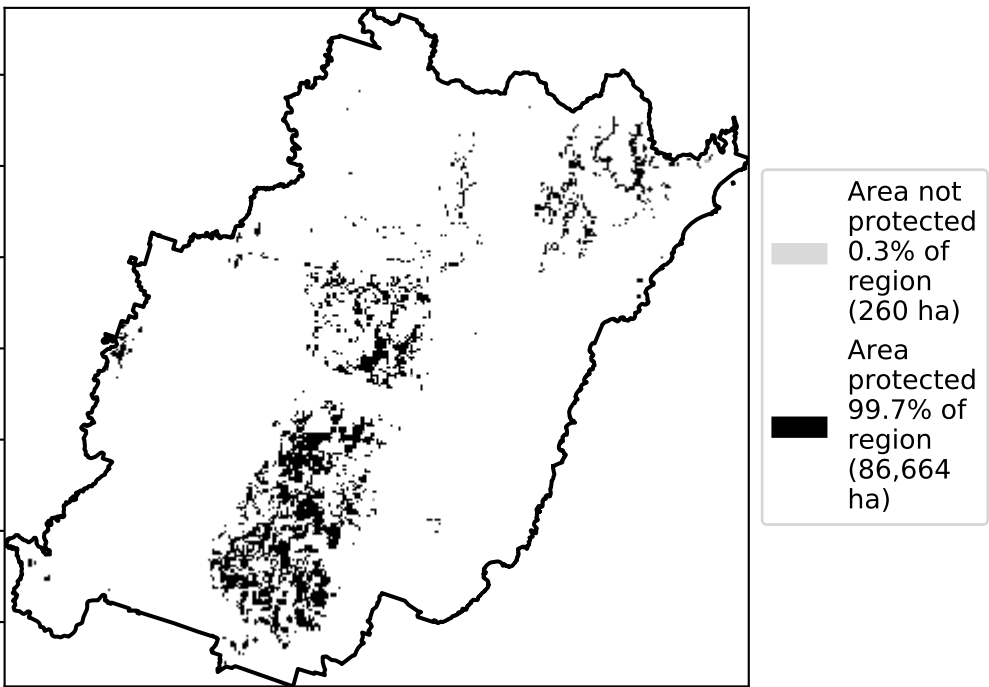 Area not
protected
0.3% of
region
(260 ha)
Area
protected
99.7% of
region
(86,664
ha)